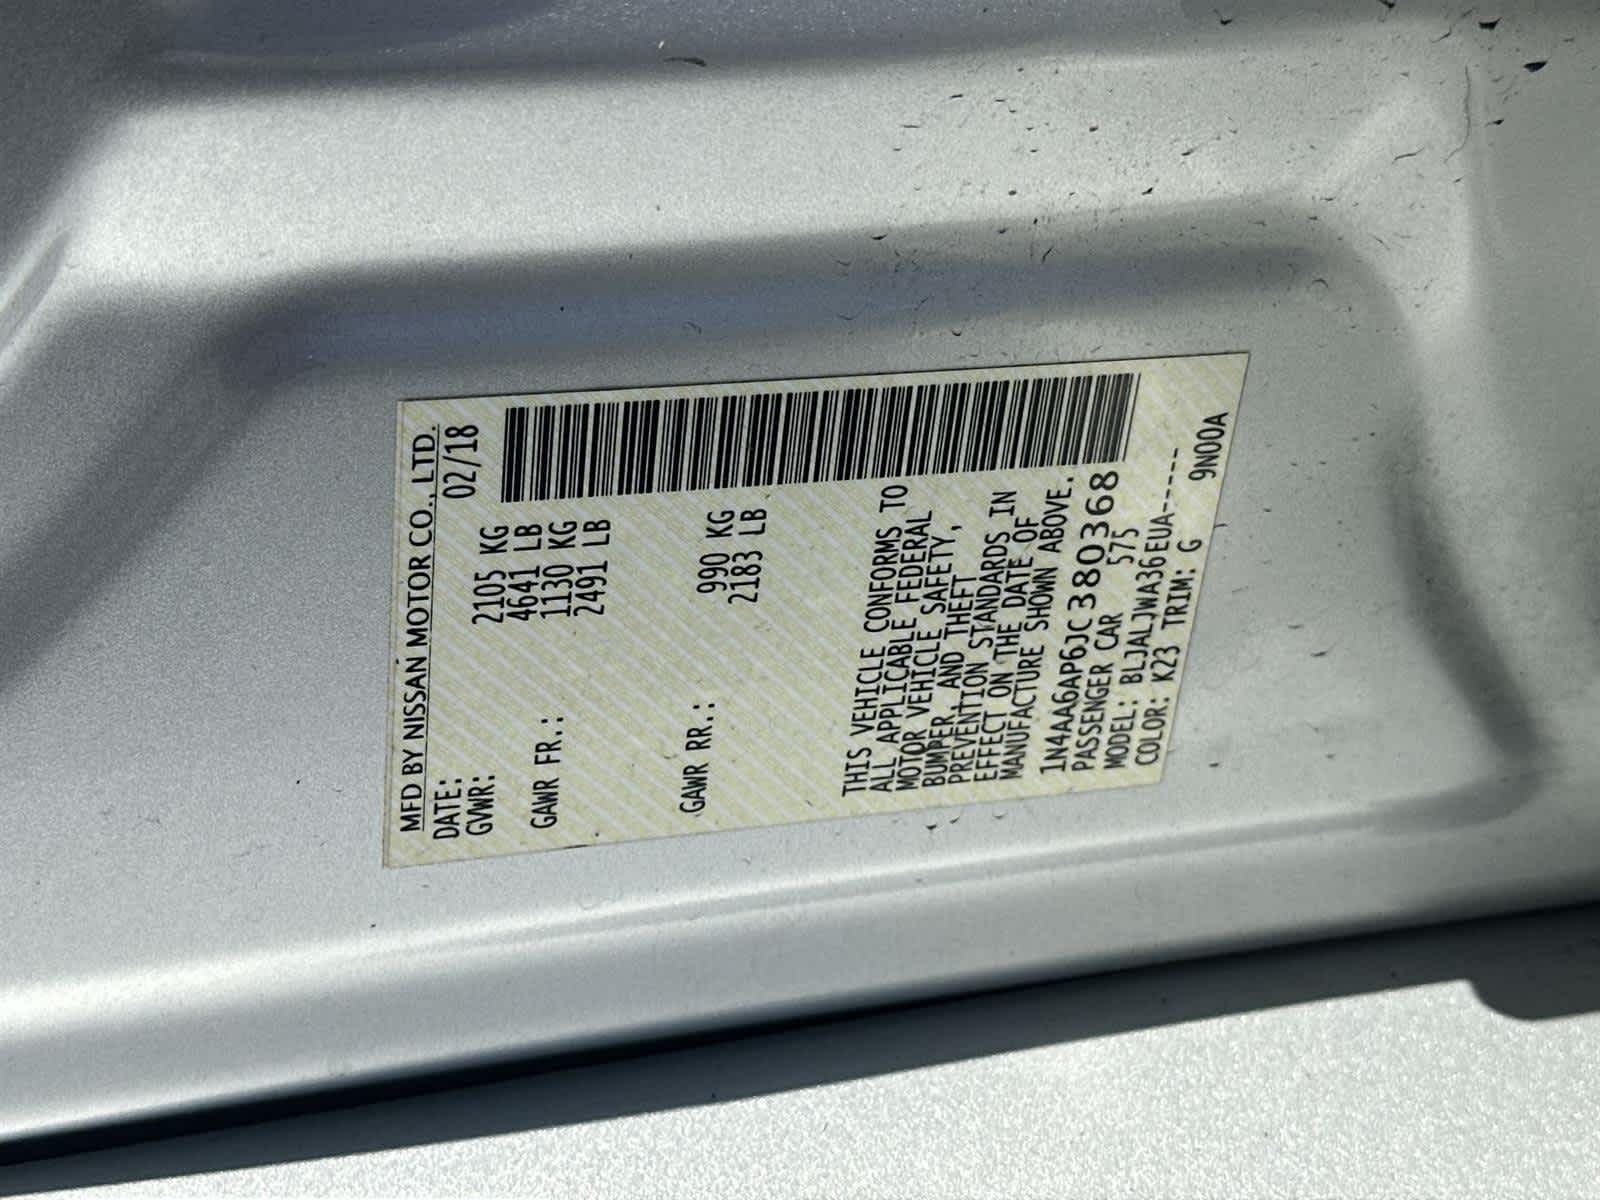 MFD BY NISSAN MOTOR CO., LTD.
DATE: 02/18
GVWR: 2105 KG
4641 LB
GAWR FR.: 1130 KG
2491 LB
GAWR RR.: 990 KG
2183 LB
THIS VEHICLE CONFORMS TO
ALL APPLICABLE FEDERAL
MOTOR VEHICLE SAFETY,
BUMPER, AND THEFT
PREVENTION STANDARDS IN
EFFECT ON THE DATE OF
MANUFACTURE SHOWN ABOVE.
1N4AA6AP6JC380368
PASSENGER CAR 575
MODEL: BLJALJWA36EUA-----
COLOR: K23 TRIM: G 9N00A